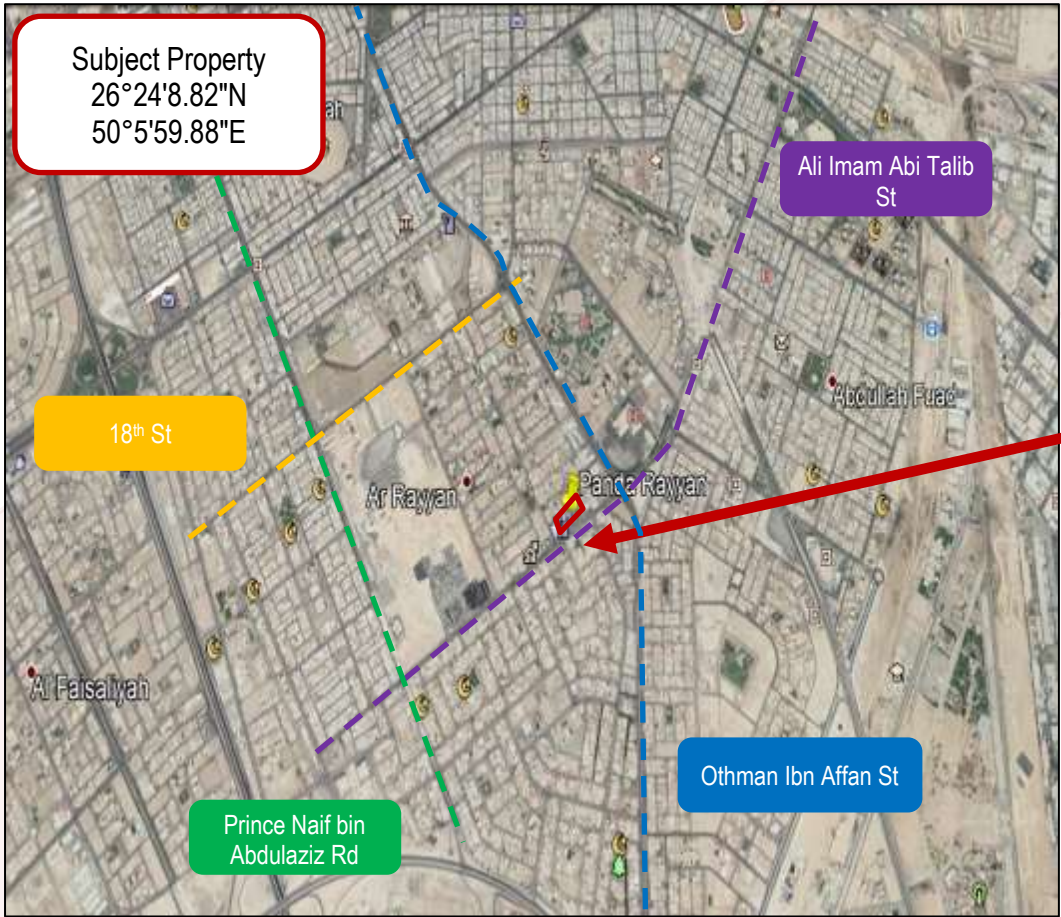 Subject Property
26°24'8.82"N
50°5'59.88"E
ah
Ali Imam Abi Talib
St
Abdullah Fuad
18ᵗʰ St
Panda Rayyan
Ar Rayyan
Al Faisaliyah
Othman Ibn Affan St
Prince Naif bin
Abdulaziz Rd